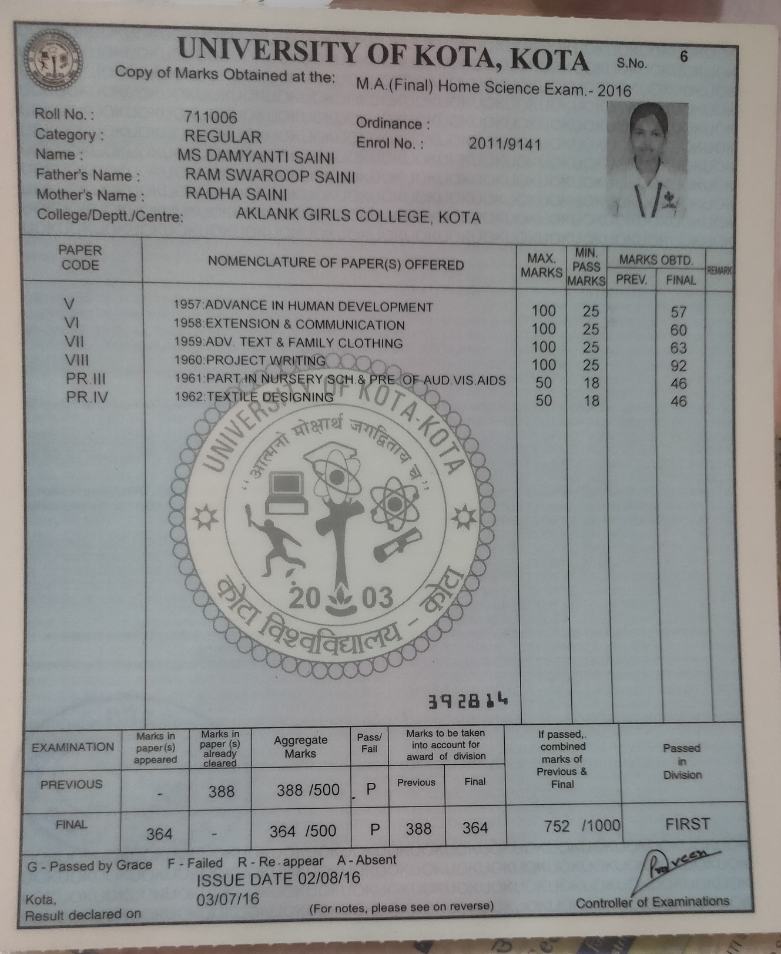 UNIVERSITY OF KOTA, KOTA
S.No. 6
Copy of Marks Obtained at the: M.A.(Final) Home Science Exam.- 2016
Roll No. : 711006 Ordinance :
Category : REGULAR Enrol No. : 2011/9141
Name : MS DAMYANTI SAINI
Father's Name : RAM SWAROOP SAINI
Mother's Name : RADHA SAINI
College/Deptt./Centre: AKLANK GIRLS COLLEGE, KOTA
PAPER CODE NOMENCLATURE OF PAPER(S) OFFERED MAX. MARKS MIN. PASS MARKS MARKS OBTD. PREV. FINAL REMARK
V 1957:ADVANCE IN HUMAN DEVELOPMENT 100 25 57
VI 1958:EXTENSION & COMMUNICATION 100 25 60
VII 1959:ADV. TEXT & FAMILY CLOTHING 100 25 63
VIII 1960:PROJECT WRITING 100 25 92
PR.III 1961:PART.IN NURSERY SCH & PRE. OF AUD.VIS.AIDS 50 18 46
PR.IV 1962:TEXTILE DESIGNING 50 18 46
UNIVERSITY OF KOTA-KOTA
"आत्मनो मोक्षार्थ जगद्विताय च"
20 03
कोटा विश्वविद्यालय - कोटा
392814
EXAMINATION Marks in paper(s) appeared Marks in paper (s) already cleared Aggregate Marks Pass/ Fail Marks to be taken into account for award of division Previous Final If passed,. combined marks of Previous & Final Passed in Division
PREVIOUS - 388 388 /500 P
FINAL 364 - 364 /500 P 388 364 752 /1000 FIRST
G - Passed by Grace F - Failed R - Re appear A - Absent
ISSUE DATE 02/08/16
Praveen
Kota,
Result declared on 03/07/16
(For notes, please see on reverse)
Controller of Examinations